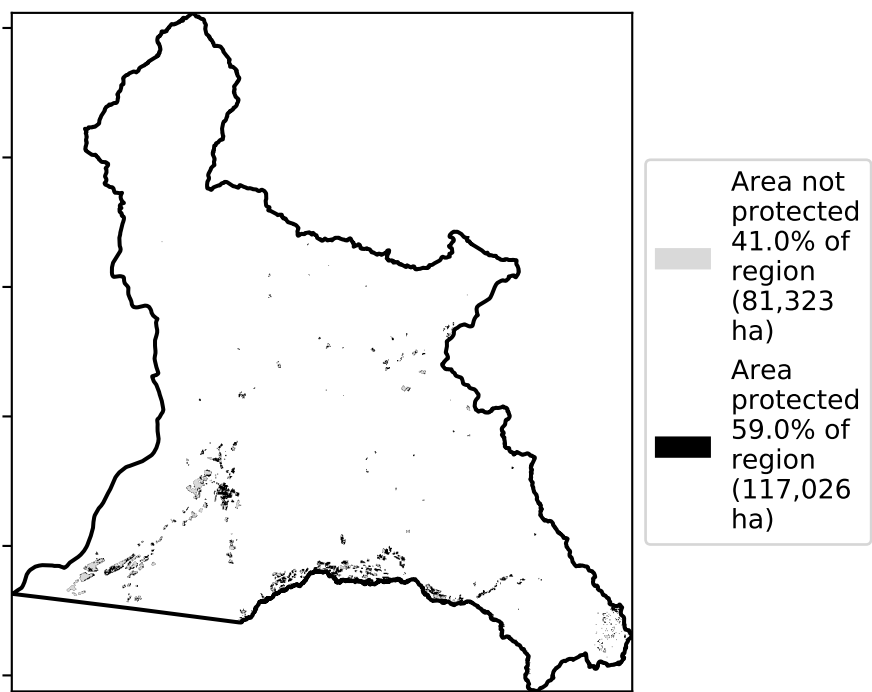 Area not
protected
41.0% of
region
(81,323
ha)
Area
protected
59.0% of
region
(117,026
ha)